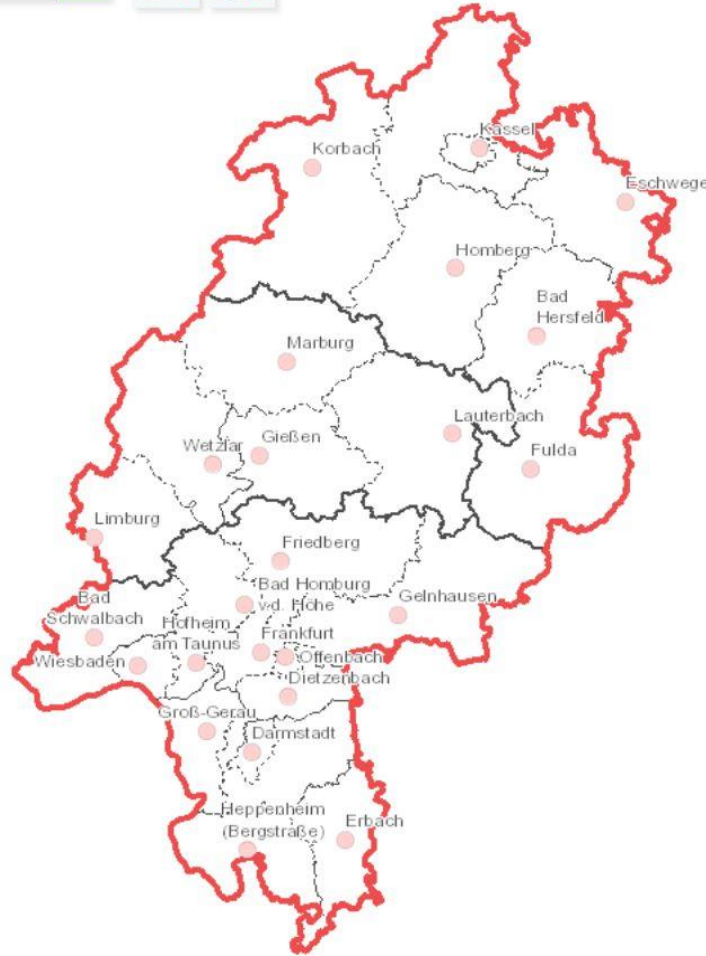 Kassel
Korbach
Eschwege
Homberg
Bad
Hersfeld
Marburg
Lauterbach
Gießen
Wetzlar
Fulda
Limburg
Friedberg
Bad Homburg
v.d. Höhe
Gelnhausen
Bad
Schwalbach
Hofheim
am Taunus
Frankfurt
Wiesbaden
Offenbach
Dietzenbach
Groß-Gerau
Darmstadt
Heppenheim
(Bergstraße)
Erbach